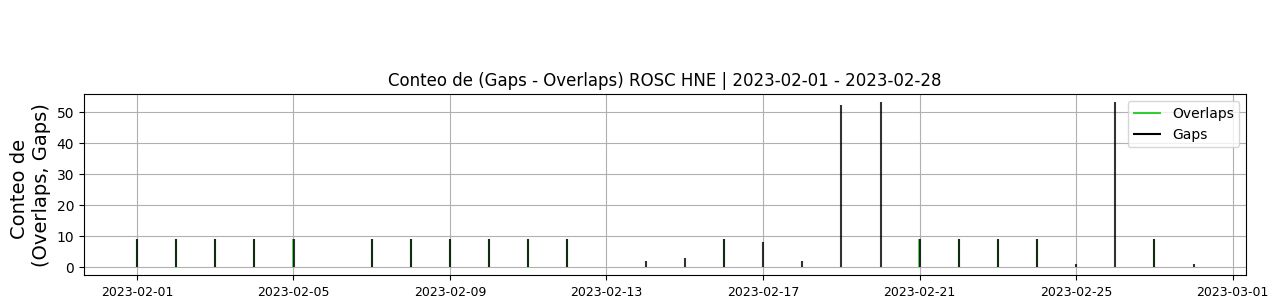 Conteo de (Gaps - Overlaps) ROSC HNE | 2023-02-01 - 2023-02-28
Conteo de
(Overlaps, Gaps)
50
40
30
20
10
0
Overlaps
Gaps
2023-02-01 2023-02-05 2023-02-09 2023-02-13 2023-02-17 2023-02-21 2023-02-25 2023-03-01